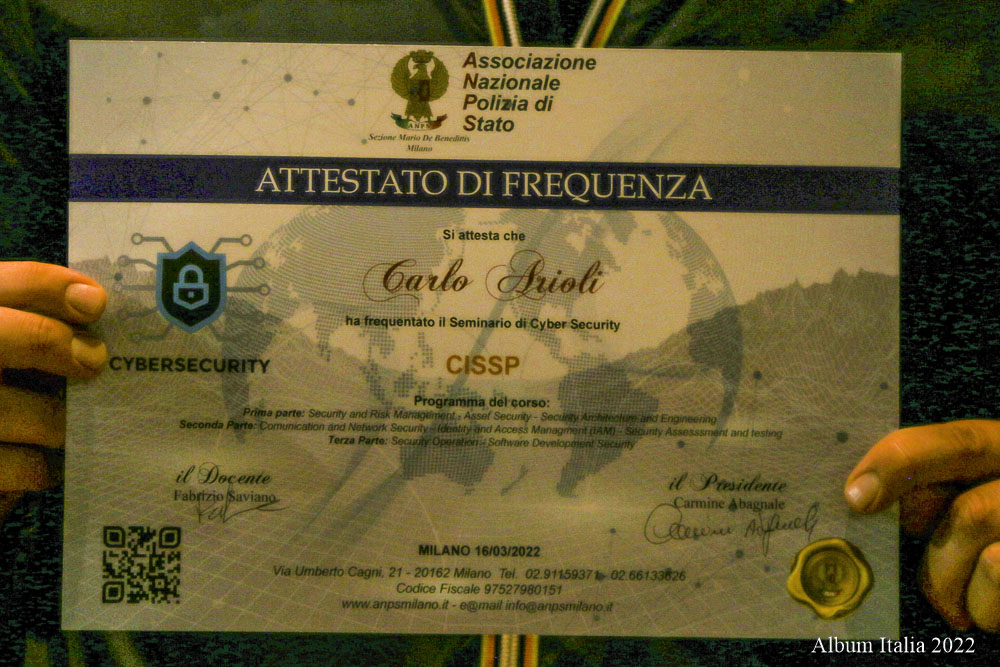 Associazione
Nazionale
Polizia di
Stato
A N P S
Sezione Mario De Benedittis
Milano
ATTESTATO DI FREQUENZA
Si attesta che
Carlo Arioli
ha frequentato il Seminario di Cyber Security
CYBERSECURITY
CISSP
Programma del corso:
Prima parte: Security and Risk Managument - Asset Security - Security Architecture and Engineering
Seconda Parte: Comunication and Network Security - Identity and Access Managment (IAM) - Security Assesssment and testing
Terza Parte: Security Operation - Software Development Security
il Docente
Fabrizio Saviano
il Presidente
Carmine Abagnale
MILANO 16/03/2022
Via Umberto Cagni, 21 - 20162 Milano Tel. 02.91159371 - 02.66133626
Codice Fiscale 97527980151
www.anpsmilano.it - e@mail info@anpsmilano.it
Album Italia 2022